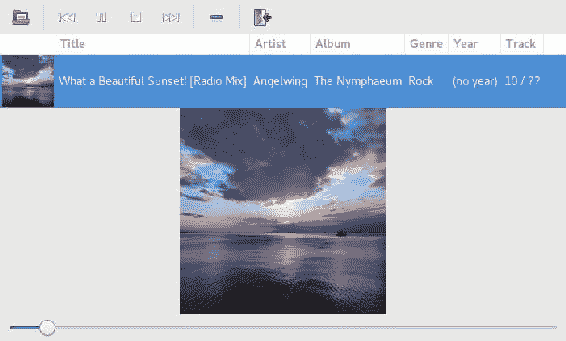 Title Artist Album Genre Year Track
What a Beautiful Sunset! [Radio Mix] Angelwing The Nymphaeum Rock (no year) 10 / ??